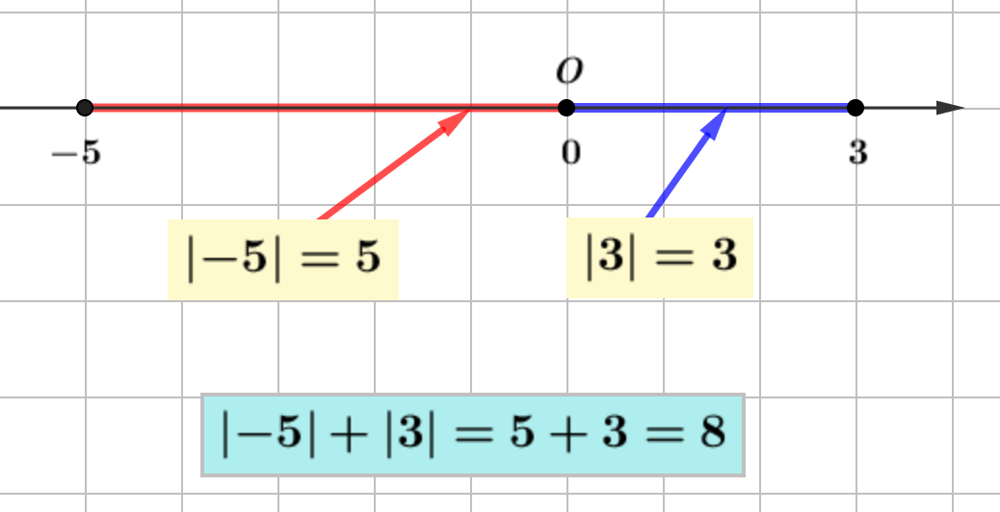 O
−5 0 3
|−5| = 5 |3| = 3
|−5| + |3| = 5 + 3 = 8